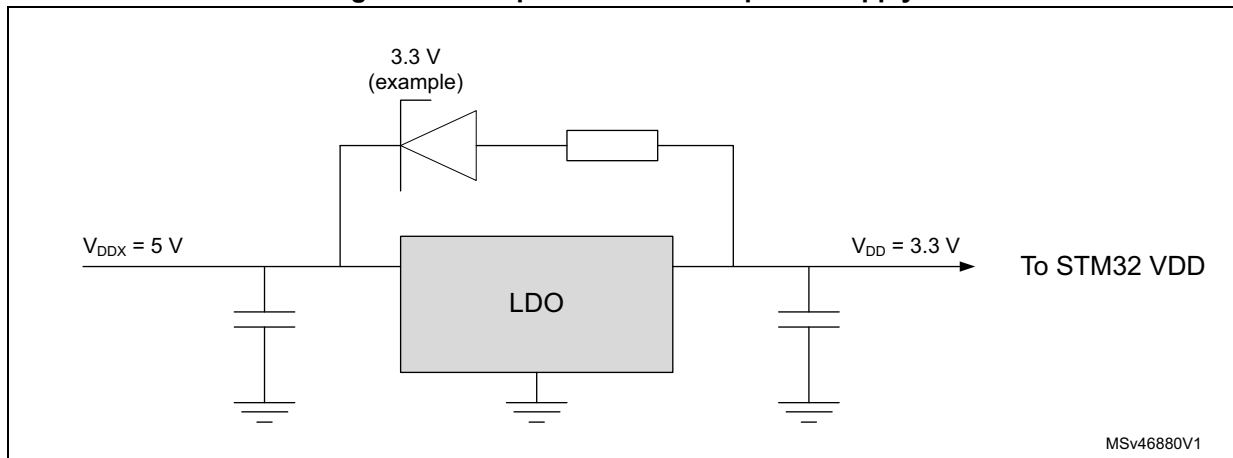 3.3 V
(example)
VDDX = 5 V
VDD = 3.3 V
To STM32 VDD
LDO
MSv46880V1